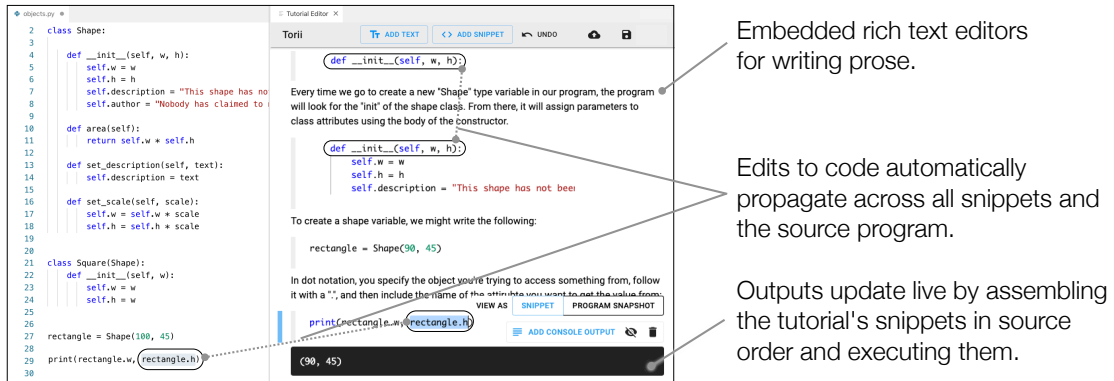 objects.py
2 class Shape:
3
4 def __init__(self, w, h):
5 self.w = w
6 self.h = h
7 self.description = "This shape has no
8 self.author = "Nobody has claimed to
9
10 def area(self):
11 return self.w * self.h
12
13 def set_description(self, text):
14 self.description = text
15
16 def set_scale(self, scale):
17 self.w = self.w * scale
18 self.h = self.h * scale
19
20
21 class Square(Shape):
22 def __init__(self, w):
23 self.w = w
24 self.h = w
25
26
27 rectangle = Shape(100, 45)
28
29 print(rectangle.w, rectangle.h)
30
Tutorial Editor ×
Torii
TT ADD TEXT
<> ADD SNIPPET
UNDO
def __init__(self, w, h):
Every time we go to create a new "Shape" type variable in our program, the program
will look for the "init" of the shape class. From there, it will assign parameters to
class attributes using the body of the constructor.
def __init__(self, w, h):
self.w = w
self.h = h
self.description = "This shape has not bee
To create a shape variable, we might write the following:
rectangle = Shape(90, 45)
In dot notation, you specify the object you're trying to access something from, follow
it with a ".", and then include the name of the attirubte you want to get the value from:
VIEW AS SNIPPET PROGRAM SNAPSHOT
print(rectangle.w, rectangle.h)
ADD CONSOLE OUTPUT
(90, 45)
Embedded rich text editors
for writing prose.
Edits to code automatically
propagate across all snippets and
the source program.
Outputs update live by assembling
the tutorial's snippets in source
order and executing them.